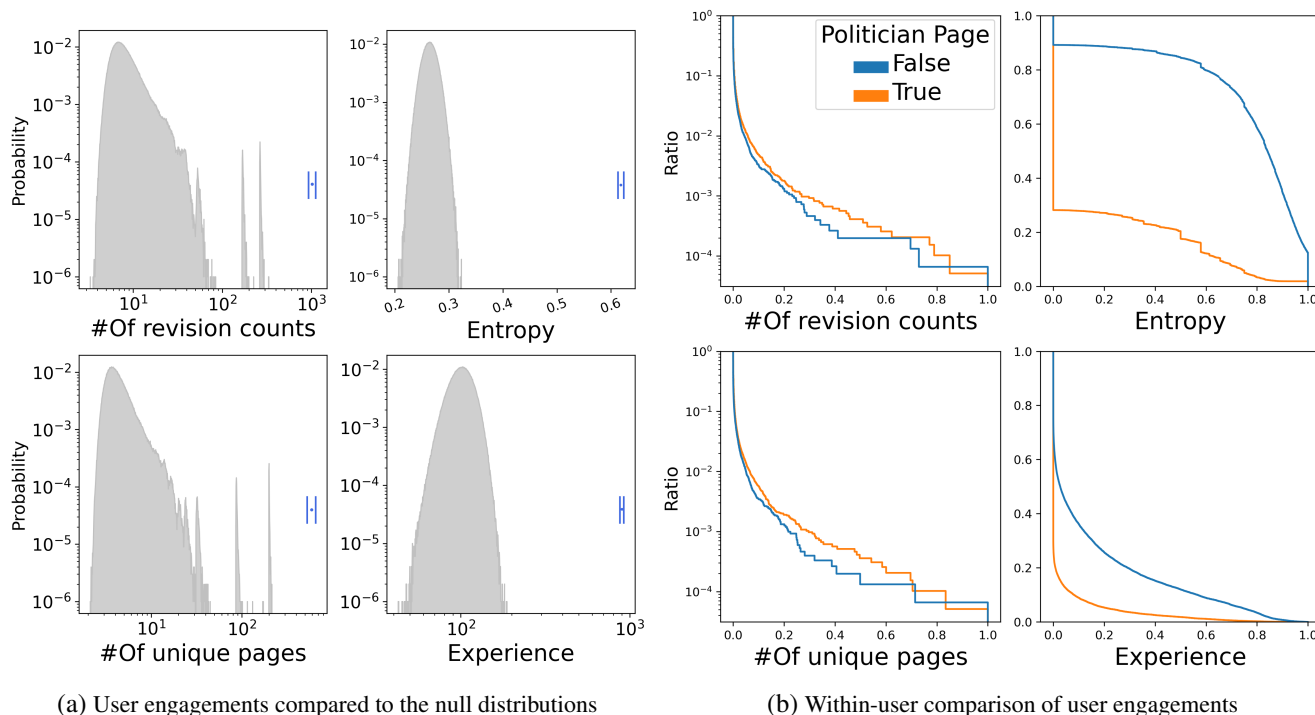 Probability
10⁻²
10⁻³
10⁻⁴
10⁻⁵
10⁻⁶
10¹ 10² 10³
#Of revision counts
10⁻²
10⁻³
10⁻⁴
10⁻⁵
10⁻⁶
0.2 0.3 0.4 0.5 0.6
Entropy
Probability
10⁻²
10⁻³
10⁻⁴
10⁻⁵
10⁻⁶
10¹ 10²
#Of unique pages
10⁻²
10⁻³
10⁻⁴
10⁻⁵
10⁻⁶
10² 10³
Experience
(a) User engagements compared to the null distributions
Ratio
10⁰
10⁻¹
10⁻²
10⁻³
10⁻⁴
Politician Page
False
True
0.0 0.2 0.4 0.6 0.8 1.0
#Of revision counts
1.0
0.8
0.6
0.4
0.2
0.0
0.0 0.2 0.4 0.6 0.8 1.0
Entropy
Ratio
10⁰
10⁻¹
10⁻²
10⁻³
10⁻⁴
0.0 0.2 0.4 0.6 0.8 1.0
#Of unique pages
1.0
0.8
0.6
0.4
0.2
0.0
0.0 0.2 0.4 0.6 0.8 1.0
Experience
(b) Within-user comparison of user engagements